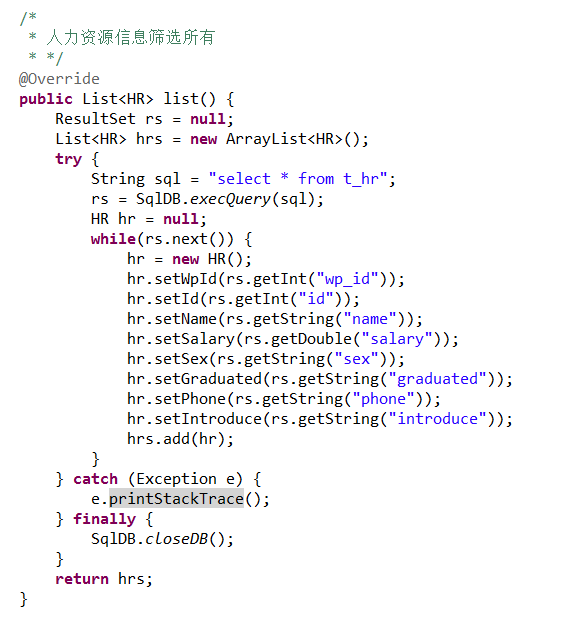 /*
 * 人力资源信息筛选所有
 * */
@Override
public List<HR> list() {
    ResultSet rs = null;
    List<HR> hrs = new ArrayList<HR>();
    try {
        String sql = "select * from t_hr";
        rs = SqlDB.execQuery(sql);
        HR hr = null;
        while(rs.next()) {
            hr = new HR();
            hr.setWpId(rs.getInt("wp_id"));
            hr.setId(rs.getInt("id"));
            hr.setName(rs.getString("name"));
            hr.setSalary(rs.getDouble("salary"));
            hr.setSex(rs.getString("sex"));
            hr.setGraduated(rs.getString("graduated"));
            hr.setPhone(rs.getString("phone"));
            hr.setIntroduce(rs.getString("introduce"));
            hrs.add(hr);
        }
    } catch (Exception e) {
        e.printStackTrace();
    } finally {
        SqlDB.closeDB();
    }
    return hrs;
}